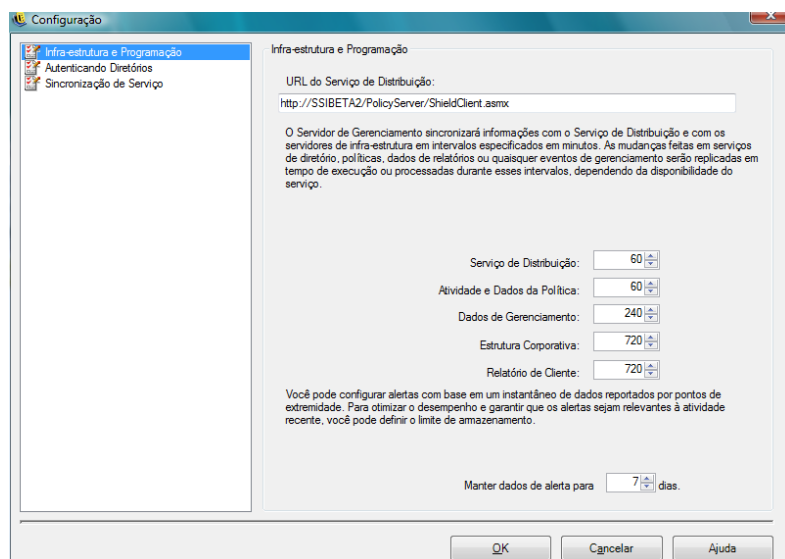 Configuração
Infra-estrutura e Programação
Autenticando Diretórios
Sincronização de Serviço
Infra-estrutura e Programação
URL do Serviço de Distribuição:
http://SSIBETA2/PolicyServer/ShieldClient.asmx
O Servidor de Gerenciamento sincronizará informações com o Serviço de Distribuição e com os
servidores de infra-estrutura em intervalos especificados em minutos. As mudanças feitas em serviços
de diretório, políticas, dados de relatórios ou quaisquer eventos de gerenciamento serão replicadas em
tempo de execução ou processadas durante esses intervalos, dependendo da disponibilidade do
serviço.
Serviço de Distribuição: 60
Atividade e Dados da Política: 60
Dados de Gerenciamento: 240
Estrutura Corporativa: 720
Relatório de Cliente: 720
Você pode configurar alertas com base em um instantâneo de dados reportados por pontos de
extremidade. Para otimizar o desempenho e garantir que os alertas sejam relevantes à atividade
recente, você pode definir o limite de armazenamento.
Manter dados de alerta para 7 dias.
OK Cancelar Ajuda